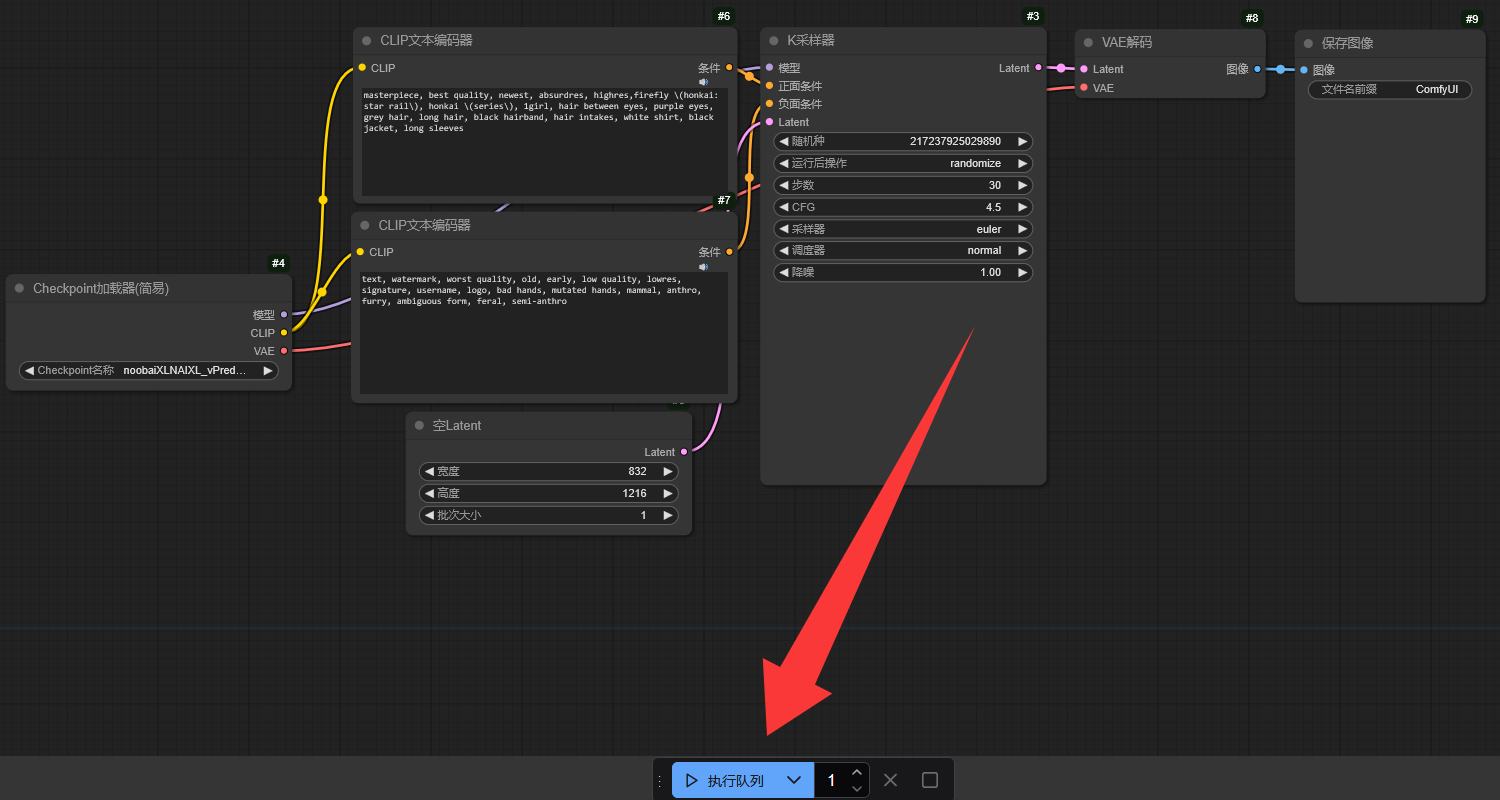 #6
CLIP文本编码器
CLIP
条件
masterpiece, best quality, newest, absurdres, highres,firefly \(honkai:
star rail\), honkai \(series\), 1girl, hair between eyes, purple eyes,
grey hair, long hair, black hairband, hair intakes, white shirt, black
jacket, long sleeves
#7
CLIP文本编码器
CLIP
条件
text, watermark, worst quality, old, early, low quality, lowres,
signature, username, logo, bad hands, mutated hands, mammal, anthro,
furry, ambiguous form, feral, semi-anthro
#4
Checkpoint加载器(简易)
模型
CLIP
VAE
Checkpoint名称 noobaiXLNAIXL_vPred...
空Latent
Latent
宽度 832
高度 1216
批次大小 1
#3
K采样器
模型 Latent
正面条件
负面条件
Latent
随机种 217237925029890
运行后操作 randomize
步数 30
CFG 4.5
采样器 euler
调度器 normal
降噪 1.00
#8
VAE解码
Latent 图像
VAE
#9
保存图像
图像
文件名前缀 ComfyUI
执行队列 1